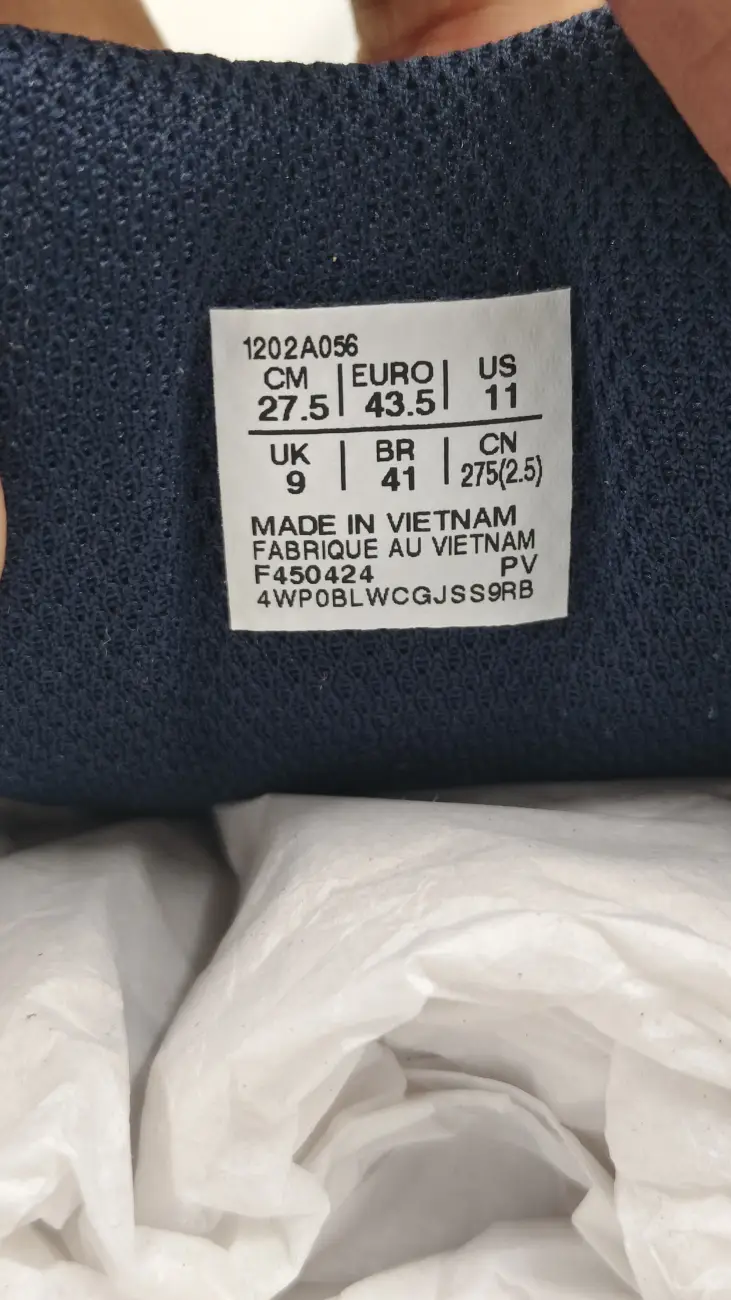 1202A056
CM | EURO | US
27.5 | 43.5 | 11
UK | BR | CN
9 | 41 | 275(2.5)
MADE IN VIETNAM
FABRIQUE AU VIETNAM
F450424 PV
4WP0BLWCGJSS9RB